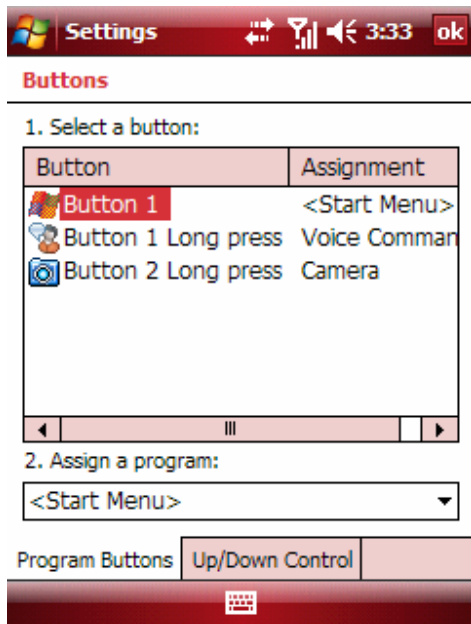 Settings 3:33 ok
Buttons
1. Select a button:
Button Assignment
Button 1 <Start Menu>
Button 1 Long press Voice Comman
Button 2 Long press Camera
2. Assign a program:
<Start Menu>
Program Buttons Up/Down Control